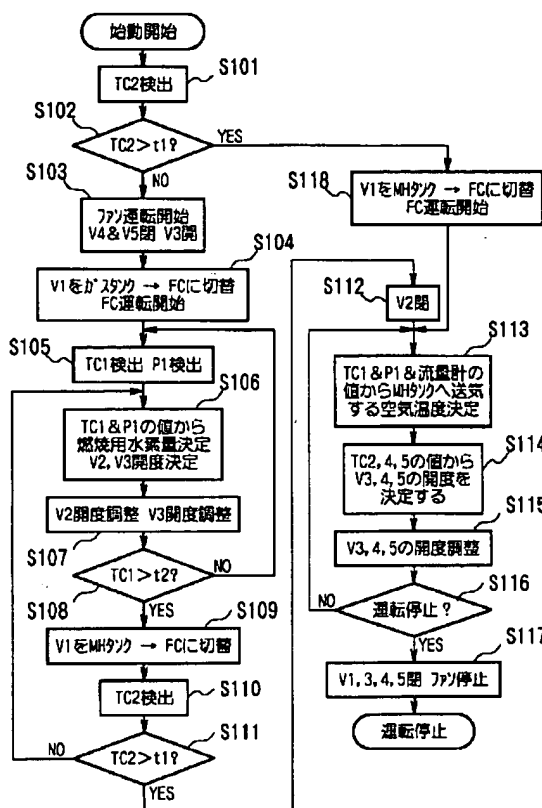 始動開始
S101
TC2検出
S102
TC2>t1?
YES
NO
S103
ファン運転開始
V4&V5閉 V3開
S104
V1をガスタンク → FCに切替
FC運転開始
S105
TC1検出 P1検出
S106
TC1&P1の値から
燃焼用水素量決定
V2,V3開度決定
V2開度調整 V3開度調整
S107
TC1>t2?
NO
S108
YES
S109
V1をMHタンク → FCに切替
S110
TC2検出
S111
NO
TC2>t1?
YES
S118
V1をMHタンク → FCに切替
FC運転開始
S112
V2閉
S113
TC1&P1&流量計の
値からMHタンクへ送気
する空気温度決定
S114
TC2,4,5の値から
V3,4,5の開度を
決定する
S115
V3,4,5の開度調整
S116
NO
運転停止?
YES
S117
V1,3,4,5閉 ファン停止
運転停止